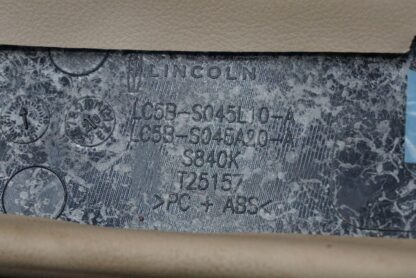 LINCOLN
LC5B-S045L10-A
LC5B-S045A20-A
S840K
T25157
>PC + ABS<